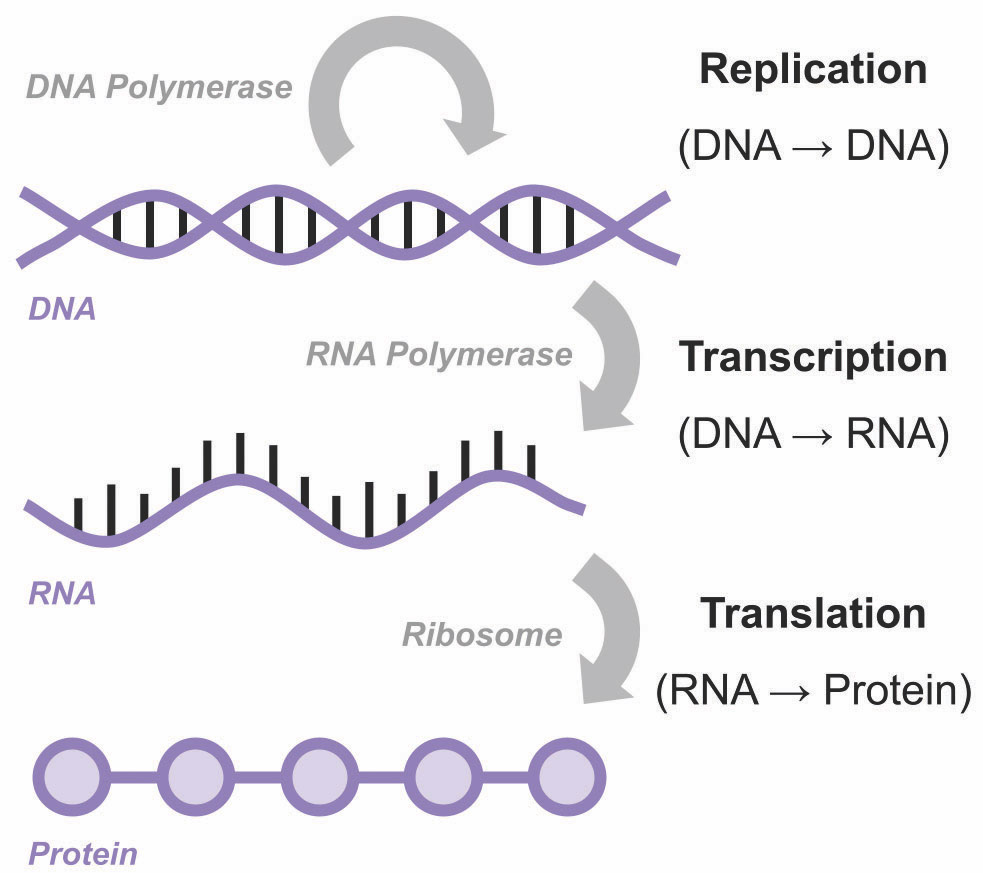 DNA Polymerase
Replication
(DNA → DNA)
DNA
RNA Polymerase
Transcription
(DNA → RNA)
RNA
Ribosome
Translation
(RNA → Protein)
Protein